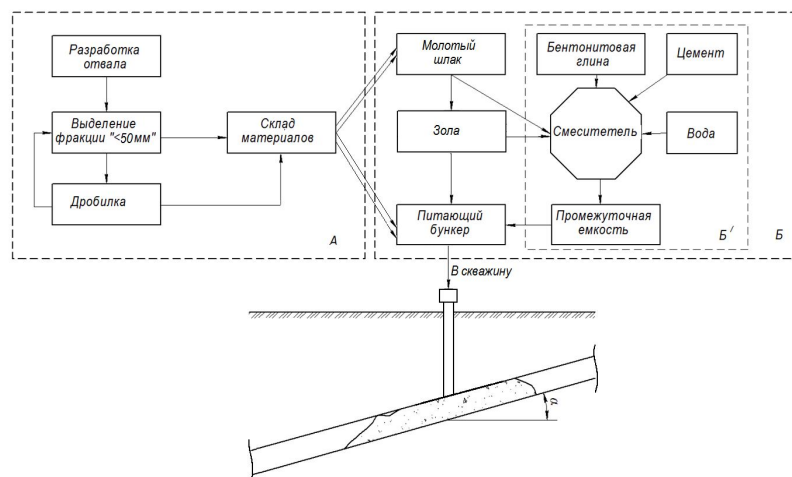 Разработка
отвала
Выделение
фракции "<50мм"
Дробилка
Склад
материалов
А
Молотый
шлак
Зола
Питающий
бункер
Бентонитовая
глина
Цемент
Смеситетель
Вода
Промежуточная
емкость
Б'
Б
В скважину
α